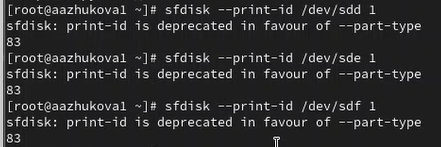 [root@aazhukova1 ~]# sfdisk --print-id /dev/sdd 1
sfdisk: print-id is deprecated in favour of --part-type
83
[root@aazhukova1 ~]# sfdisk --print-id /dev/sde 1
sfdisk: print-id is deprecated in favour of --part-type
83
[root@aazhukova1 ~]# sfdisk --print-id /dev/sdf 1
sfdisk: print-id is deprecated in favour of --part-type
83